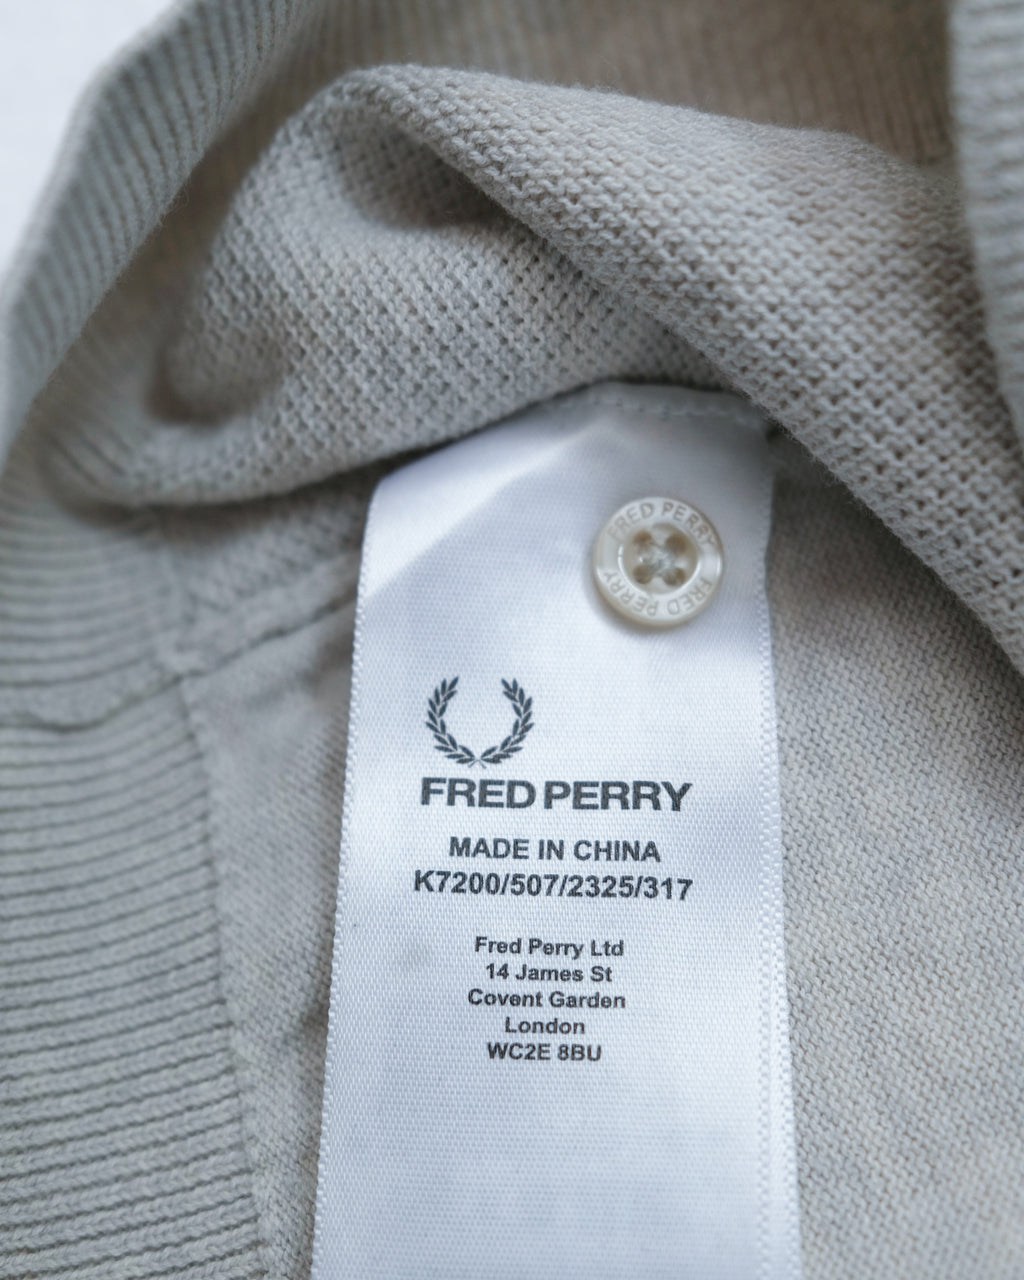 FRED PERRY
FRED PERRY
FRED PERRY
MADE IN CHINA
K7200/507/2325/317
Fred Perry Ltd
14 James St
Covent Garden
London
WC2E 8BU